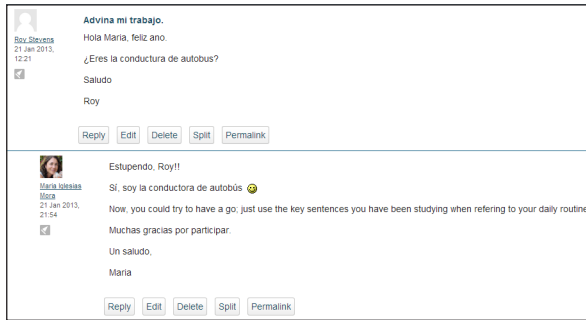 Advina mi trabajo.
Roy Stevens
21 Jan 2013,
12:21
Hola Maria, feliz ano.
¿Eres la conductura de autobus?
Saludo
Roy
Reply Edit Delete Split Permalink
Maria Iglesias
Mora
21 Jan 2013,
21:54
Estupendo, Roy!!
Sí, soy la conductora de autobús
Now, you could try to have a go; just use the key sentences you have been studying when refering to your daily routine
Muchas gracias por participar.
Un saludo,
Maria
Reply Edit Delete Split Permalink